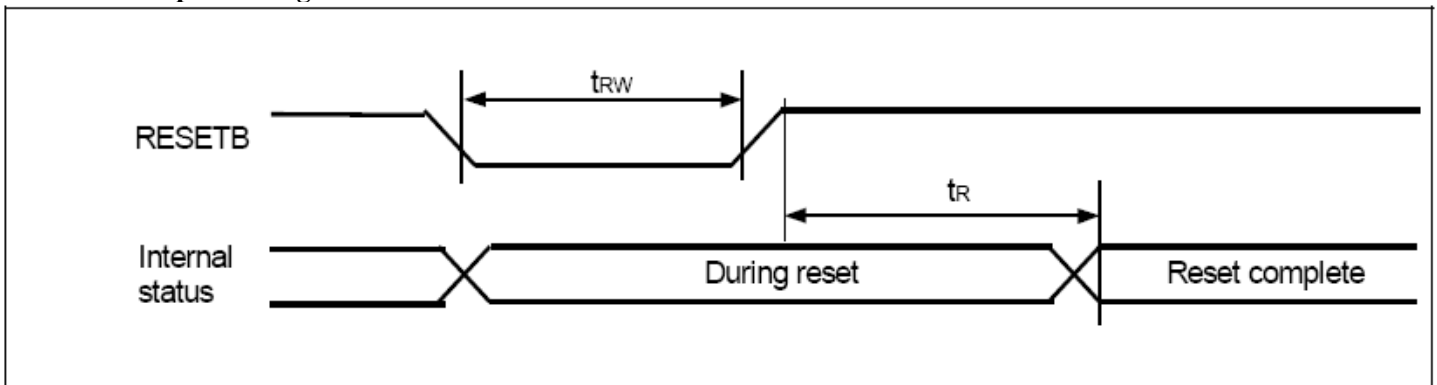 tRW
RESETB
tR
Internal
status
During reset
Reset complete